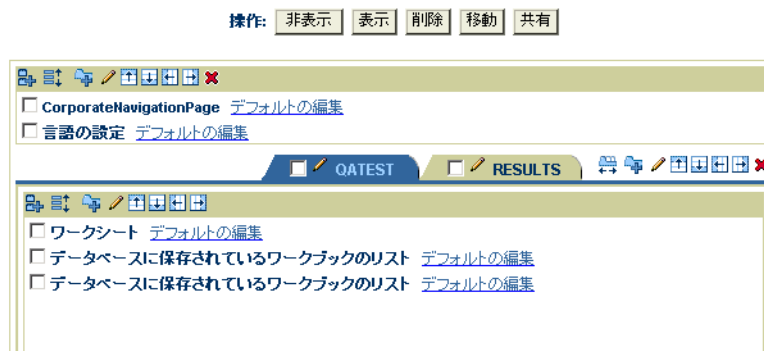 操作: 非表示 表示 削除 移動 共有
CorporateNavigationPage デフォルトの編集
言語の設定 デフォルトの編集
QATEST RESULTS
ワークシート デフォルトの編集
データベースに保存されているワークブックのリスト デフォルトの編集
データベースに保存されているワークブックのリスト デフォルトの編集